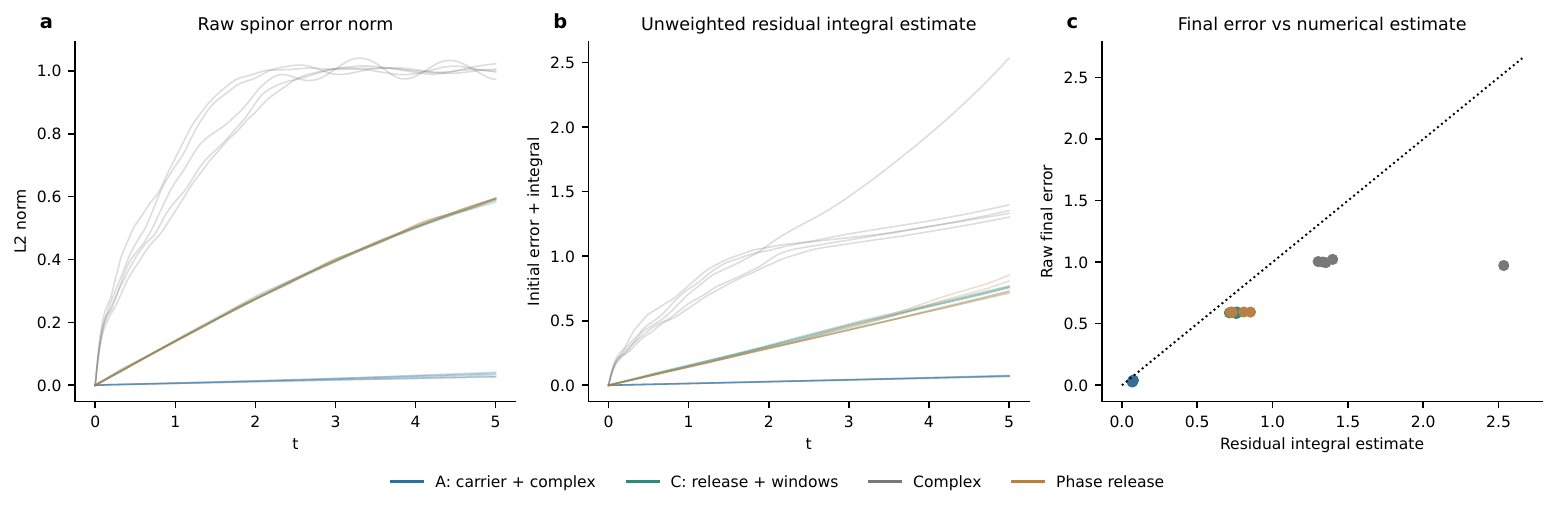 a
Raw spinor error norm
L2 norm
1.0
0.8
0.6
0.4
0.2
0.0
0
1
2
3
4
5
t
b
Unweighted residual integral estimate
Initial error + integral
2.5
2.0
1.5
1.0
0.5
0.0
0
1
2
3
4
5
t
c
Final error vs numerical estimate
Raw final error
2.5
2.0
1.5
1.0
0.5
0.0
0.0
0.5
1.0
1.5
2.0
2.5
Residual integral estimate
A: carrier + complex
C: release + windows
Complex
Phase release